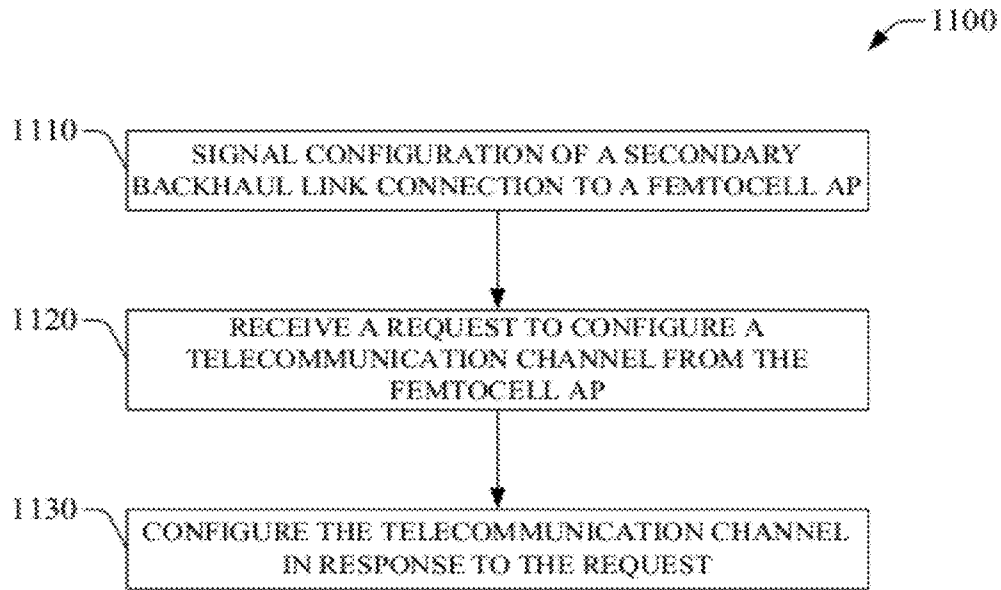 1100
1110
SIGNAL CONFIGURATION OF A SECONDARY
BACKHAUL LINK CONNECTION TO A FEMTOCELL AP
1120
RECEIVE A REQUEST TO CONFIGURE A
TELECOMMUNICATION CHANNEL FROM THE
FEMTOCELL AP
1130
CONFIGURE THE TELECOMMUNICATION CHANNEL
IN RESPONSE TO THE REQUEST